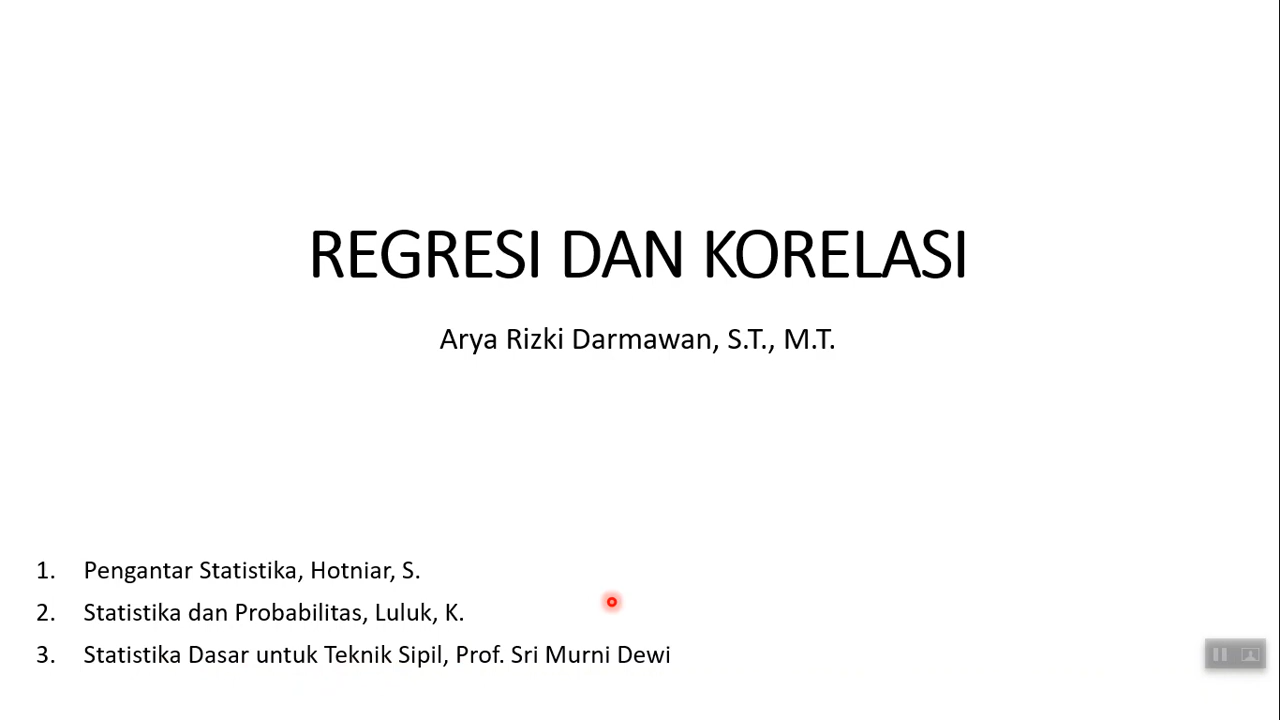 REGRESI DAN KORELASI
Arya Rizki Darmawan, S.T., M.T.
1. Pengantar Statistika, Hotniar, S.
2. Statistika dan Probabilitas, Luluk, K.
3. Statistika Dasar untuk Teknik Sipil, Prof. Sri Murni Dewi